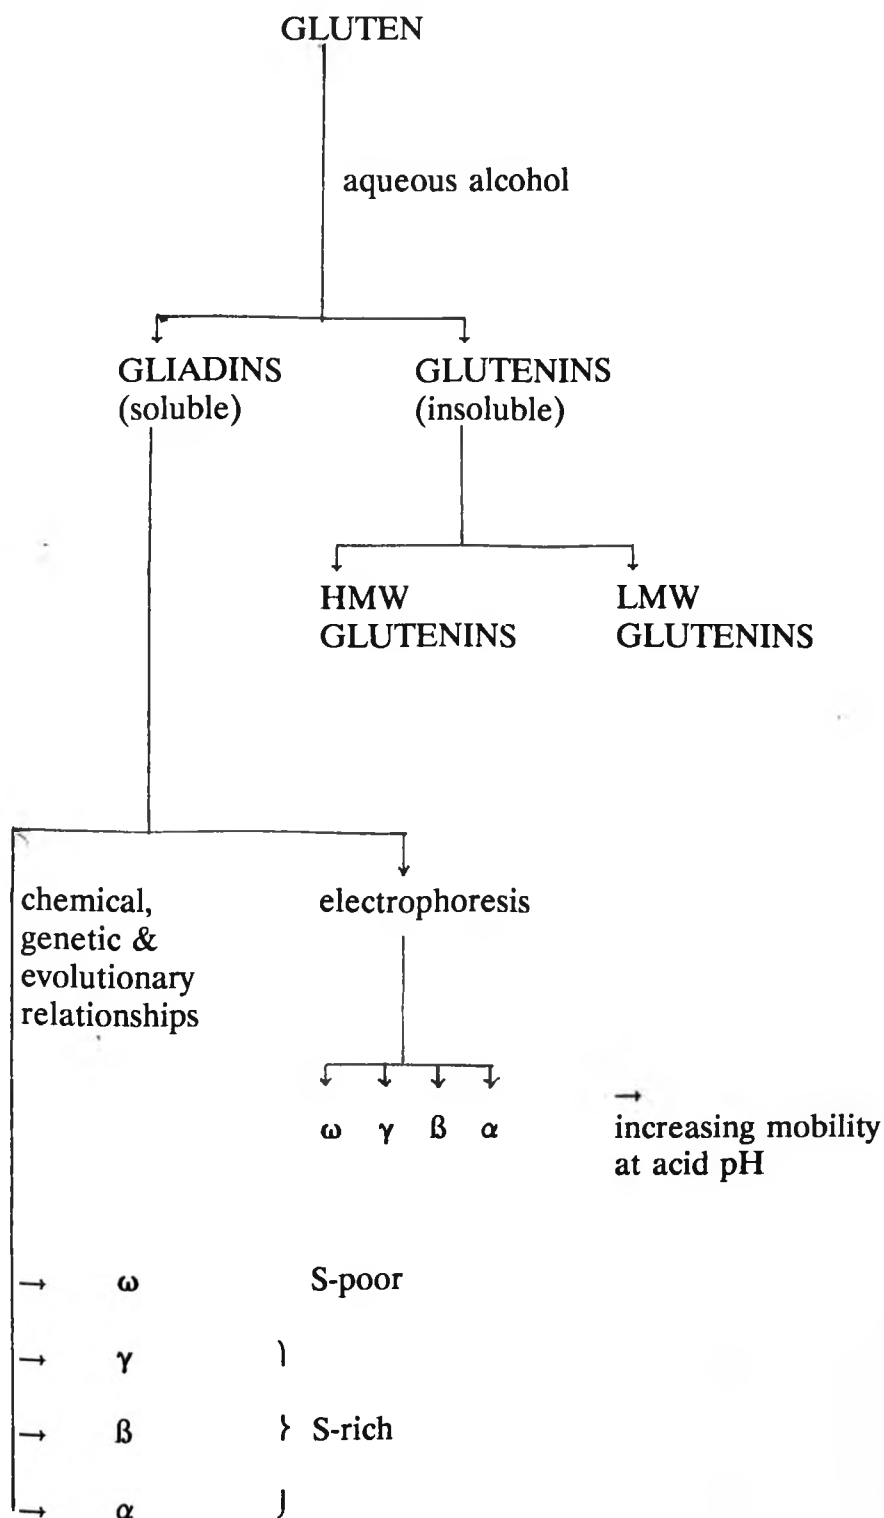 GLUTEN
aqueous alcohol
GLIADINS
(soluble)
GLUTENINS
(insoluble)
HMW
GLUTENINS
LMW
GLUTENINS
chemical,
genetic &
evolutionary
relationships
electrophoresis
ω γ ß α
→
increasing mobility
at acid pH
→ ω S-poor
→ γ }
→ ß } S-rich
→ α }